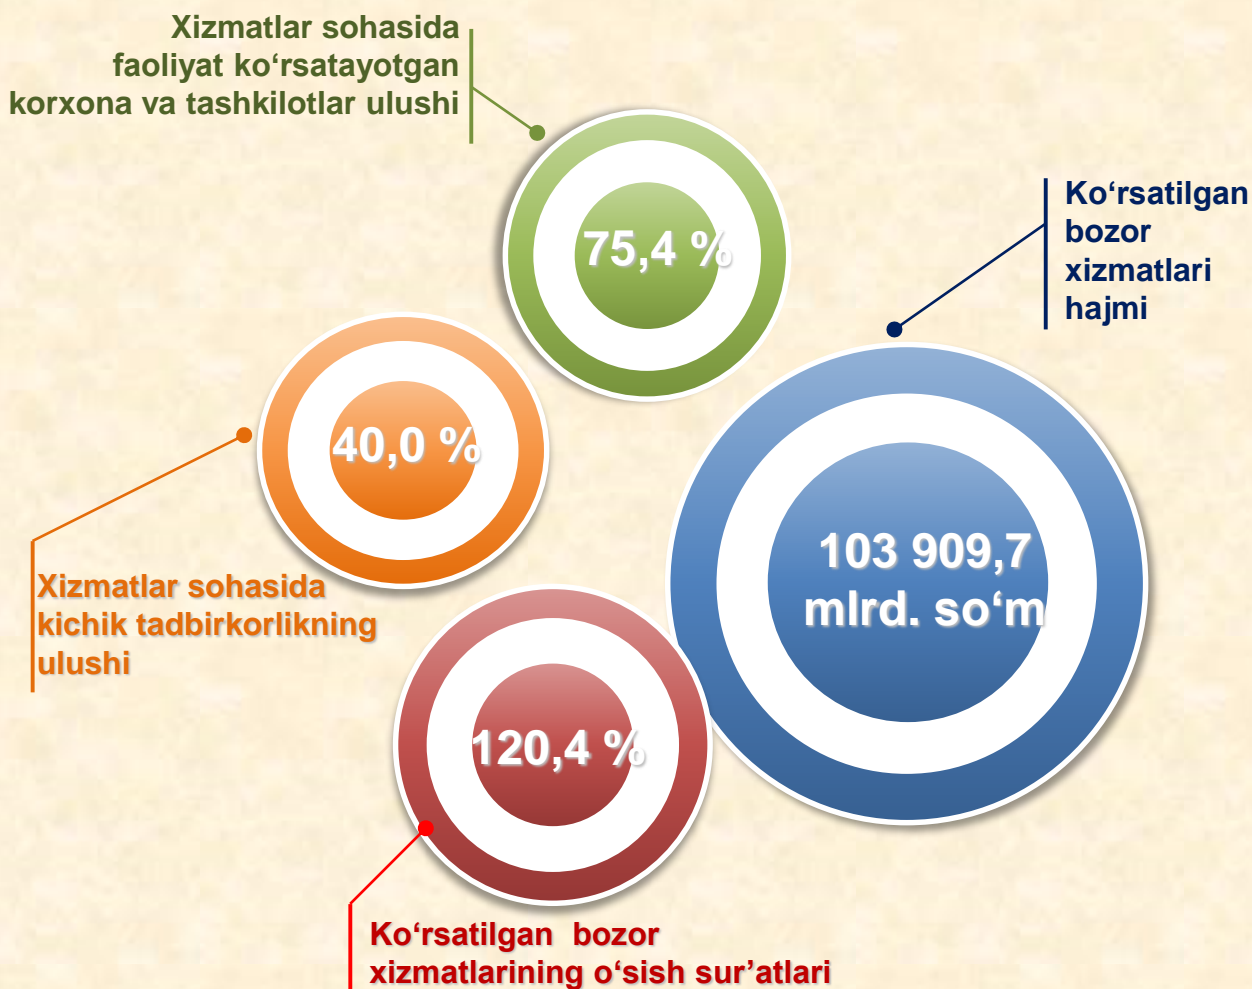 Xizmatlar sohasida
faoliyat ko‘rsatayotgan
korxona va tashkilotlar ulushi
75,4 %
Ko‘rsatilgan
bozor
xizmatlari
hajmi
40,0 %
103 909,7
mlrd. so‘m
Xizmatlar sohasida
kichik tadbirkorlikning
ulushi
120,4 %
Ko‘rsatilgan bozor
xizmatlarining o‘sish sur’atlari